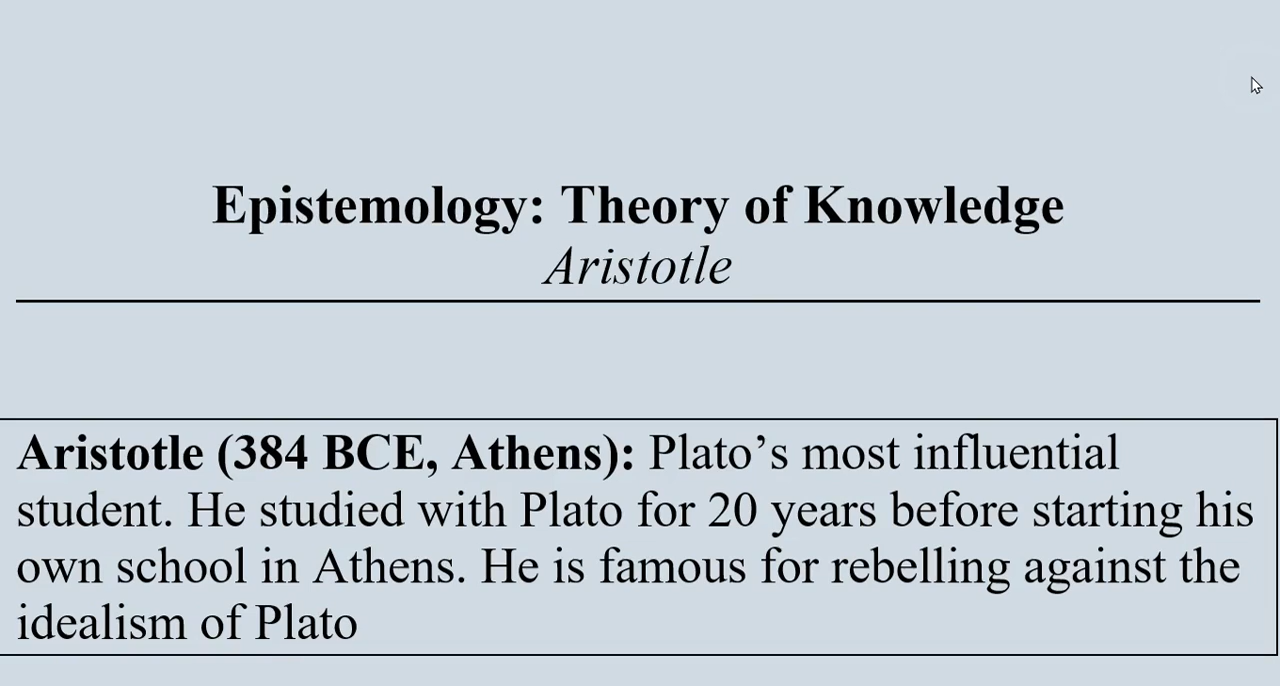 Epistemology: Theory of Knowledge
Aristotle
Aristotle (384 BCE, Athens): Plato’s most influential
student. He studied with Plato for 20 years before starting his
own school in Athens. He is famous for rebelling against the
idealism of Plato